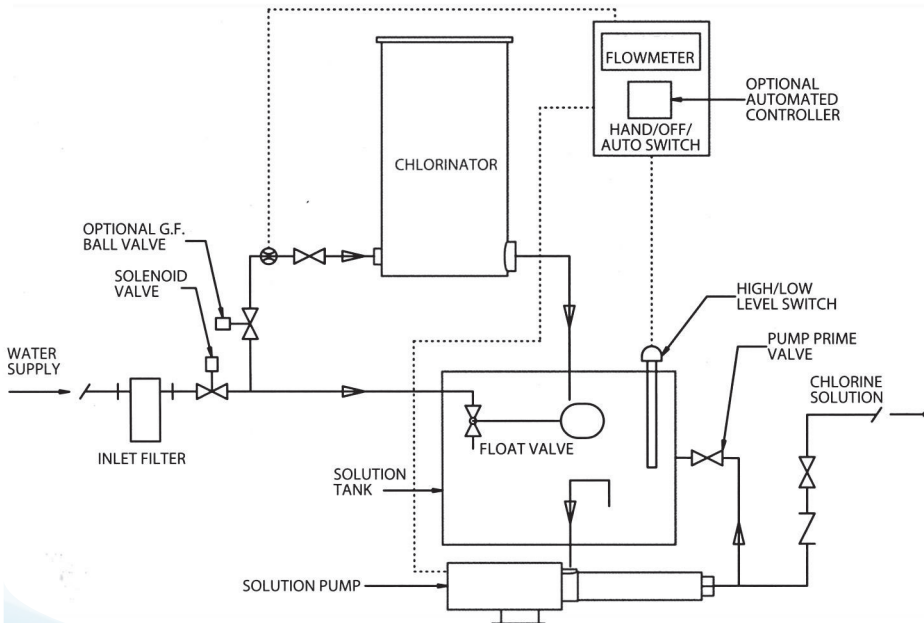 FLOWMETER
OPTIONAL
AUTOMATED
CONTROLLER
HAND/OFF/
AUTO SWITCH
CHLORINATOR
OPTIONAL G.F.
BALL VALVE
SOLENOID
VALVE
HIGH/LOW
LEVEL SWITCH
WATER
SUPPLY
PUMP PRIME
VALVE
CHLORINE
SOLUTION
INLET FILTER
FLOAT VALVE
SOLUTION
TANK
SOLUTION PUMP